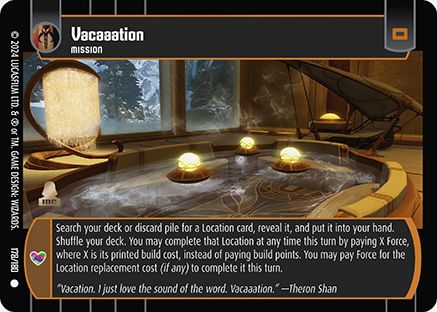 Vacaaation
MISSION
Search your deck or discard pile for a Location card, reveal it, and put it into your hand.
Shuffle your deck. You may complete that Location at any time this turn by paying X Force,
where X is its printed build cost, instead of paying build points. You may pay Force for the
Location replacement cost (if any) to complete it this turn.
“Vacation. I just love the sound of the word. Vacaaation.” —Theron Shan
© 2024 LUCASFILM LTD. & ® or TM. GAME DESIGN: WIZARDS.